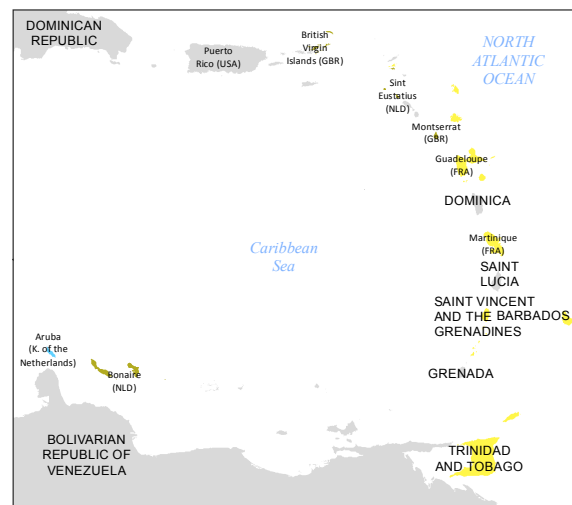 DOMINICAN
REPUBLIC
Puerto
Rico (USA)
British
Virgin
Islands (GBR)
NORTH
ATLANTIC
OCEAN
Sint
Eustatius
(NLD)
Montserrat
(GBR)
Guadeloupe
(FRA)
DOMINICA
Martinique
(FRA)
Caribbean
Sea
SAINT
LUCIA
SAINT VINCENT
AND THE
GRENADINES
BARBADOS
Aruba
(K. of the
Netherlands)
Bonaire
(NLD)
GRENADA
BOLIVARIAN
REPUBLIC OF
VENEZUELA
TRINIDAD
AND TOBAGO